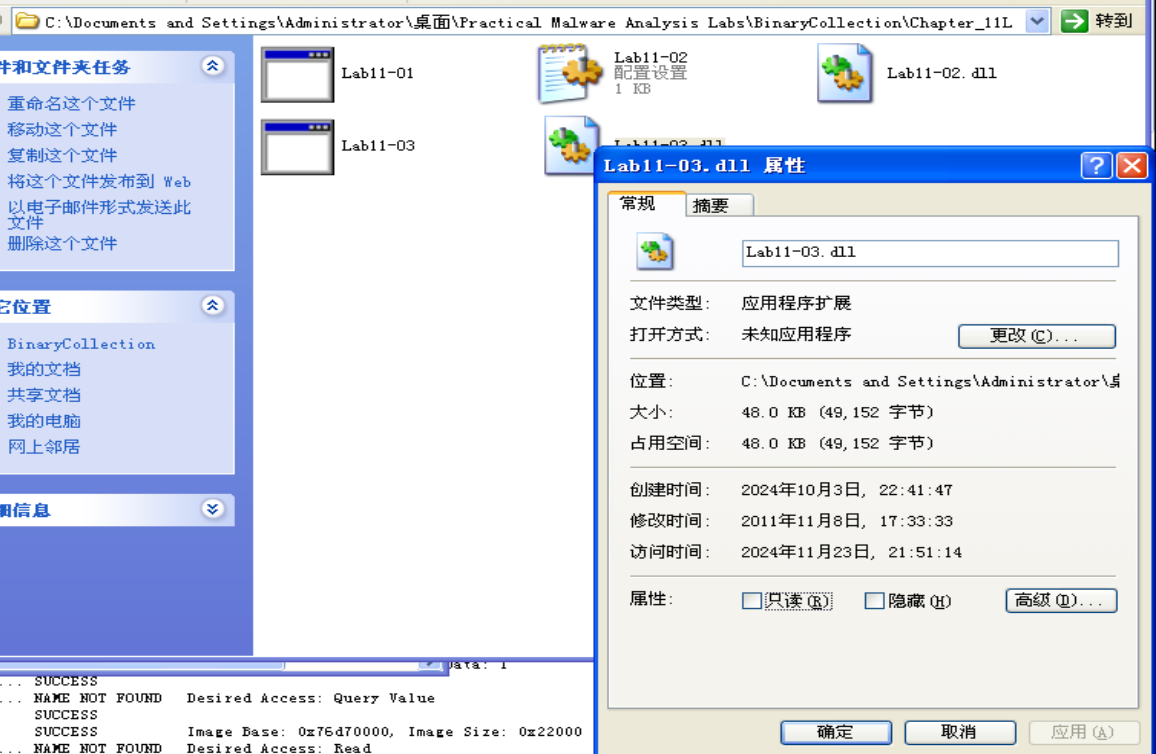 C:\Documents and Settings\Administrator\桌面\Practical Malware Analysis Labs\BinaryCollection\Chapter_11L
转到
件和文件夹任务
重命名这个文件
移动这个文件
复制这个文件
将这个文件发布到 Web
以电子邮件形式发送此
文件
删除这个文件
它位置
BinaryCollection
我的文档
共享文档
我的电脑
网上邻居
细信息
Lab11-01
Lab11-02
配置设置
1 KB
Lab11-02.dll
Lab11-03
Lab11-03.dll
Lab11-03.dll 属性
常规
摘要
Lab11-03.dll
文件类型: 应用程序扩展
打开方式: 未知应用程序
更改(C)...
位置: C:\Documents and Settings\Administrator\桌
大小: 48.0 KB (49,152 字节)
占用空间: 48.0 KB (49,152 字节)
创建时间: 2024年10月3日, 22:41:47
修改时间: 2011年11月8日, 17:33:33
访问时间: 2024年11月23日, 21:51:14
属性: 只读(R) 隐藏(H) 高级(D)...
确定
取消
应用(A)
Data: 1
... SUCCESS
... NAME NOT FOUND Desired Access: Query Value
SUCCESS
SUCCESS Image Base: 0x76d70000, Image Size: 0x22000
... NAME NOT FOUND Desired Access: Read